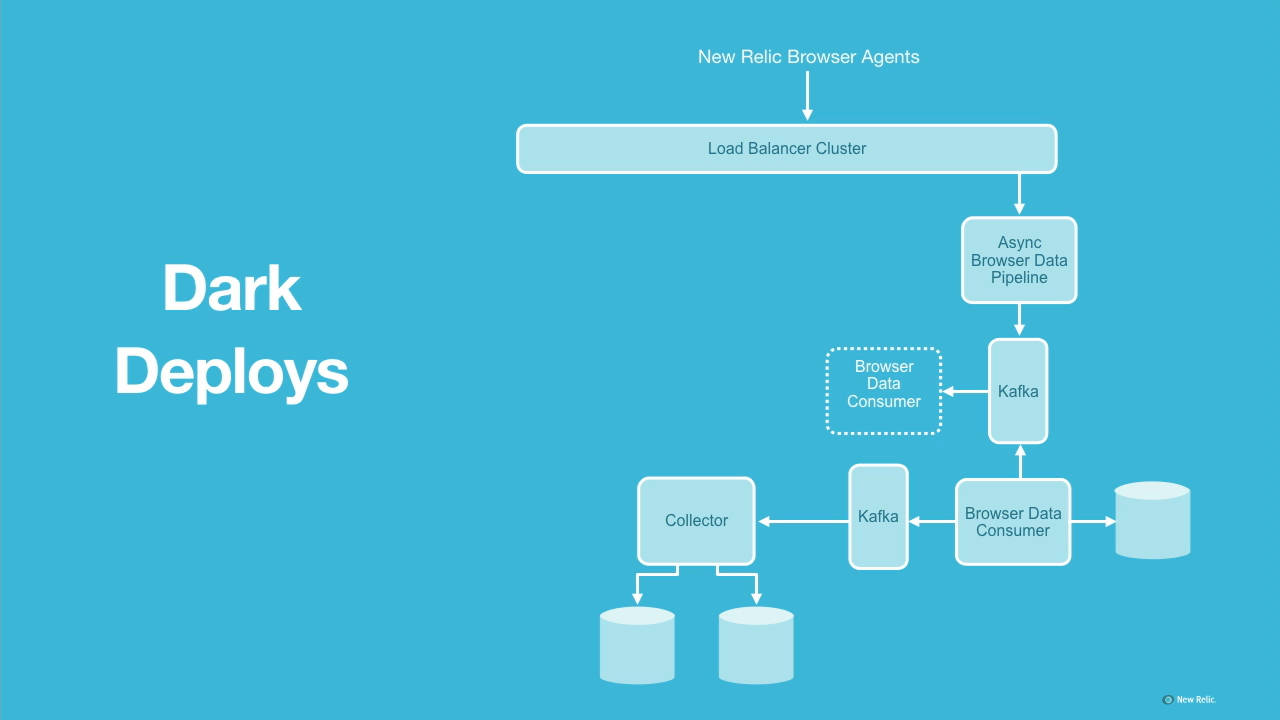 New Relic Browser Agents
Load Balancer Cluster
Async
Browser Data
Pipeline
Dark
Deploys
Browser
Data
Consumer
Kafka
Collector
Kafka
Browser Data
Consumer
New Relic.